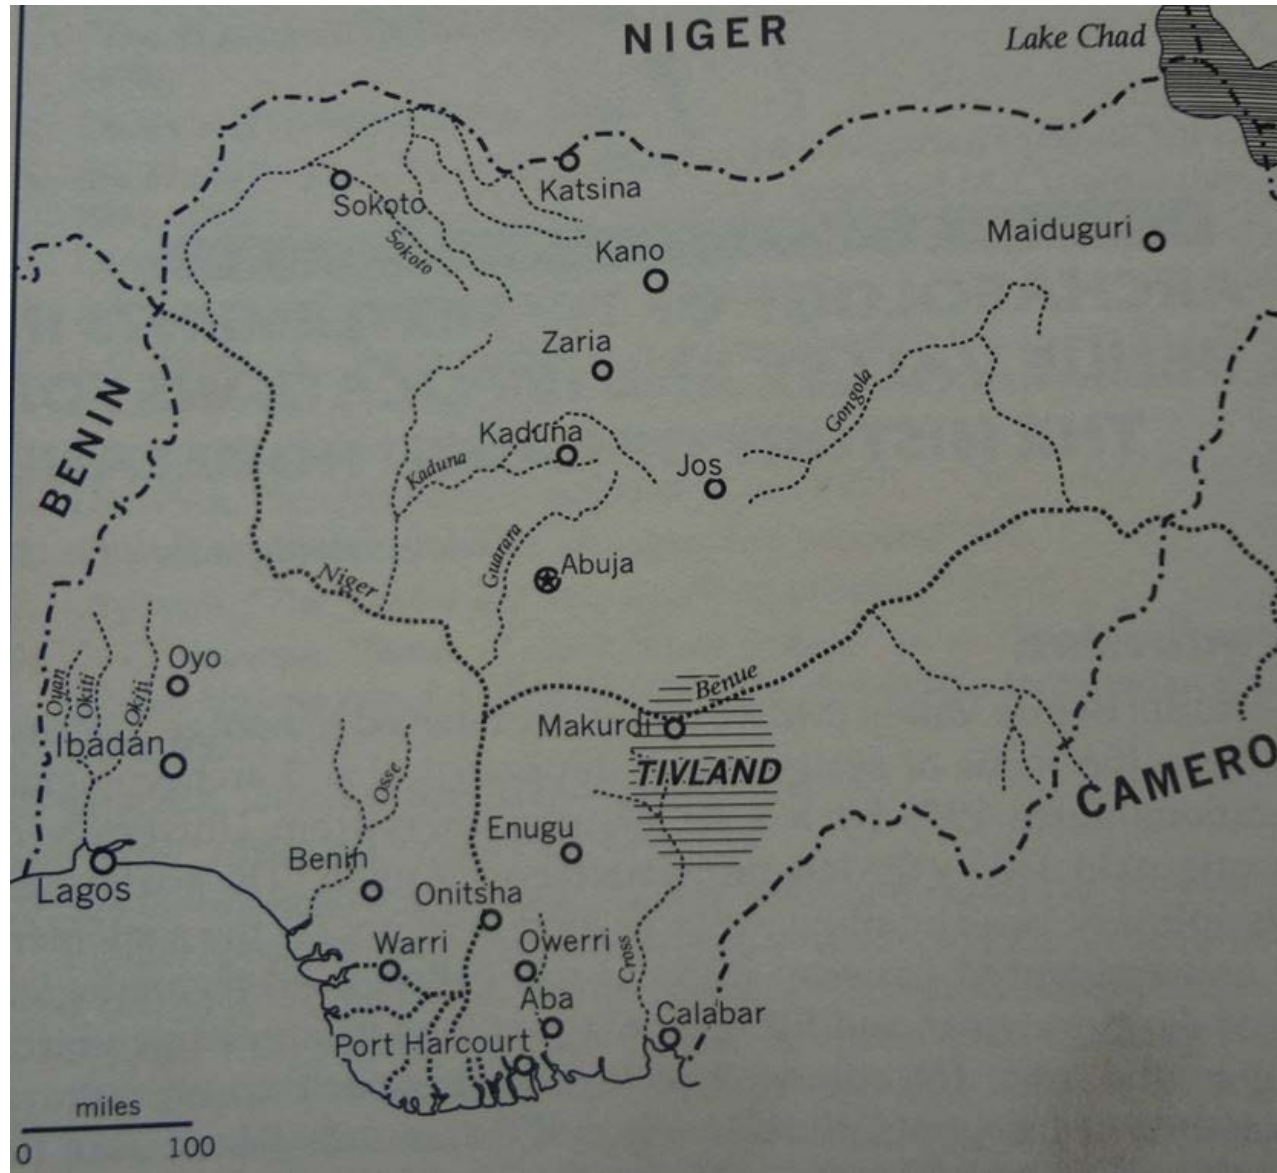 NIGER
Lake Chad
Katsina
Sokoto
Sokoto
Maiduguri
Kano
Zaria
BENIN
Gongola
Kaduna
Kaduna
Jos
Guarara
Abuja
Niger
Oyo
Oyan
Okiti
Okiti
Benue
Makurdi
Ibadan
TIVLAND
CAMERO
Osse
Enugu
Benin
Lagos
Onitsha
Warri
Owerri
Cross
Aba
Calabar
Port Harcourt
miles
0 100